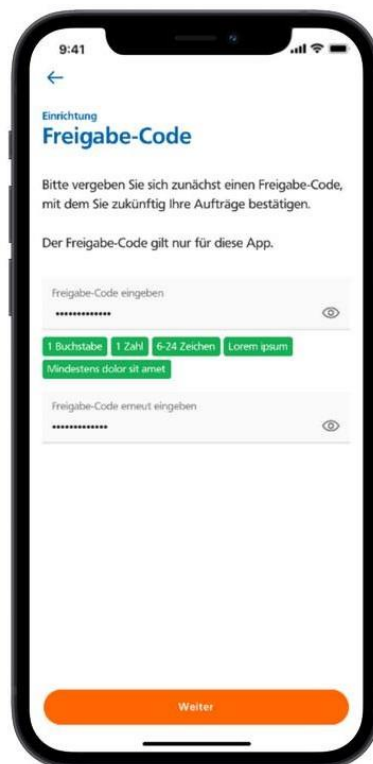 9:41
Einrichtung
Freigabe-Code
Bitte vergeben Sie sich zunächst einen Freigabe-Code,
mit dem Sie zukünftig Ihre Aufträge bestätigen.
Der Freigabe-Code gilt nur für diese App.
Freigabe-Code eingeben
•••••••••••••
1 Buchstabe 1 Zahl 6-24 Zeichen Lorem ipsum
Mindestens dolor sit amet
Freigabe-Code erneut eingeben
•••••••••••••
Weiter